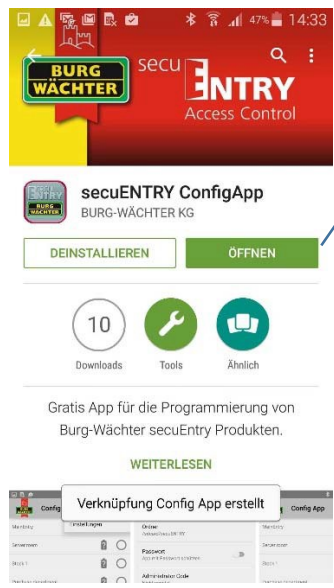 47% 14:33
BURG
WÄCHTER
secu
ENTRY
Access Control
secuENTRY ConfigApp
BURG-WÄCHTER KG
DEINSTALLIEREN
ÖFFNEN
10
Downloads
Tools
Ähnlich
Gratis App für die Programmierung von
Burg-Wächter secuEntry Produkten.
WEITERLESEN
Verknüpfung Config App erstellt
Config
Config App
Einstellungen
Ordner
Passwort
Administrator Code